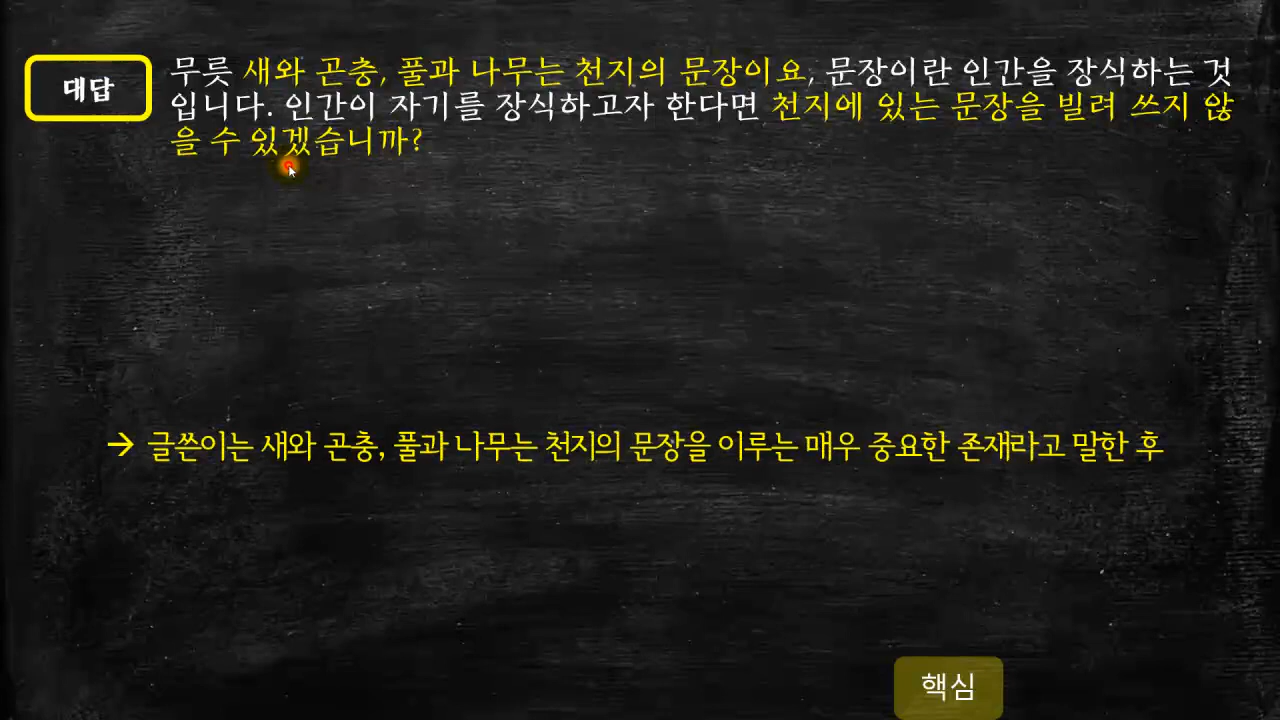 대답
무릇 새와 곤충, 풀과 나무는 천지의 문장이요, 문장이란 인간을 장식하는 것
입니다. 인간이 자기를 장식하고자 한다면 천지에 있는 문장을 빌려 쓰지 않
을 수 있겠습니까?
→ 글쓴이는 새와 곤충, 풀과 나무는 천지의 문장을 이루는 매우 중요한 존재라고 말한 후
핵심